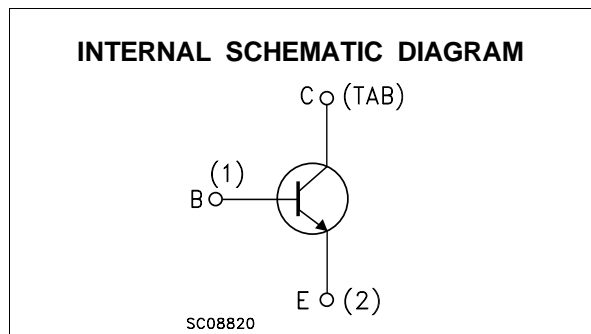 INTERNAL SCHEMATIC DIAGRAM
C (TAB)
(1)
B
E (2)
SC08820